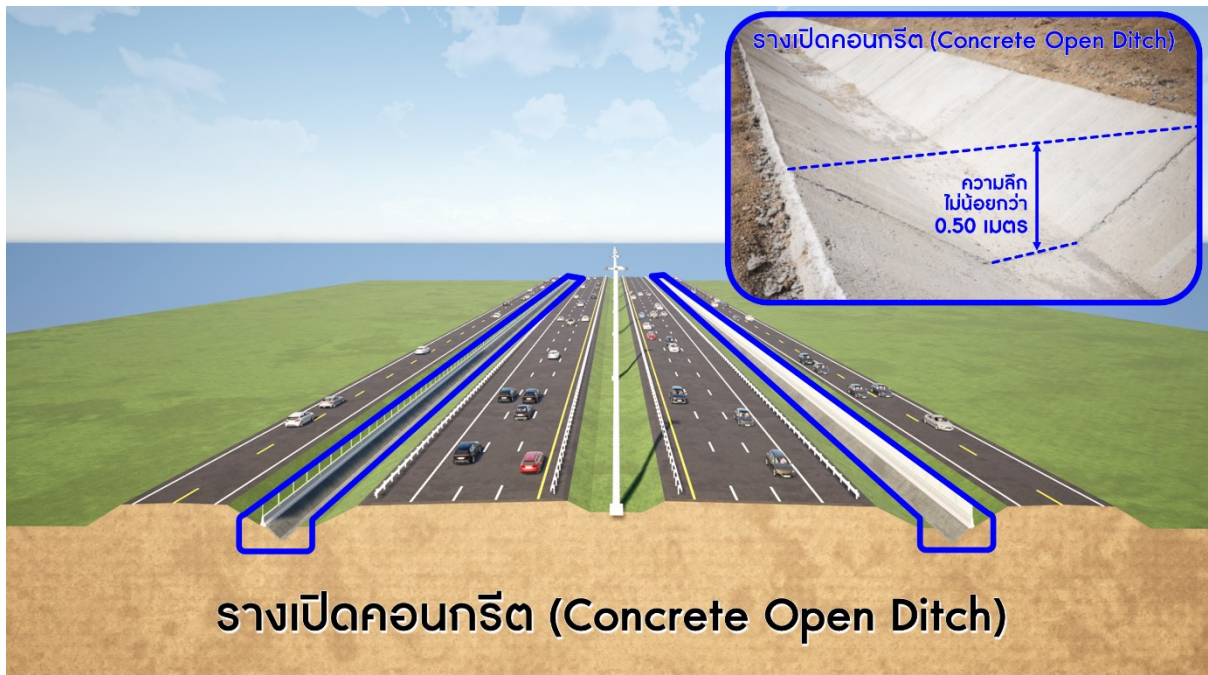 รางเปิดคอนกรีต (Concrete Open Ditch)
ความลึก
ไม่น้อยกว่า
0.50 เมตร
รางเปิดคอนกรีต (Concrete Open Ditch)